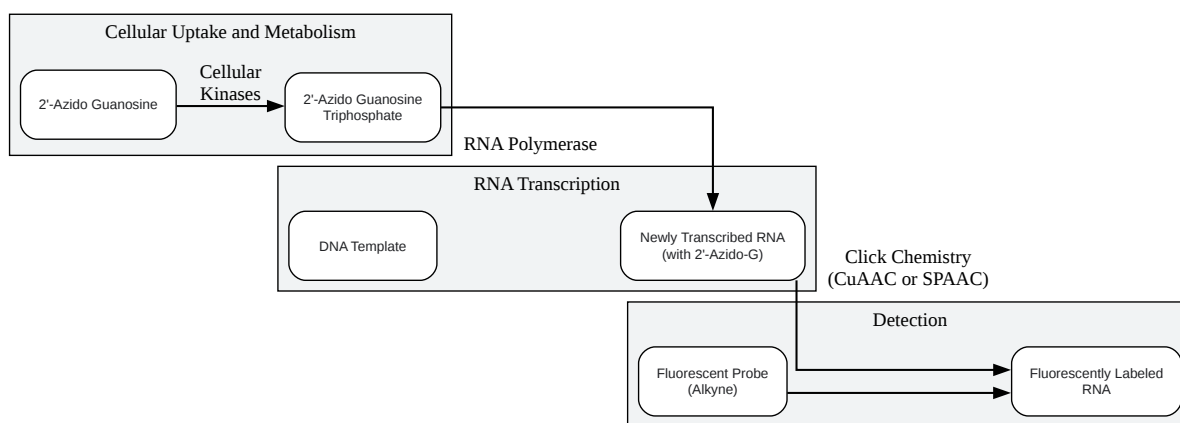 Cellular Uptake and Metabolism
2'-Azido Guanosine
Cellular
Kinases
2'-Azido Guanosine
Triphosphate
RNA Polymerase
RNA Transcription
DNA Template
Newly Transcribed RNA
(with 2'-Azido-G)
Click Chemistry
(CuAAC or SPAAC)
Detection
Fluorescent Probe
(Alkyne)
Fluorescently Labeled
RNA